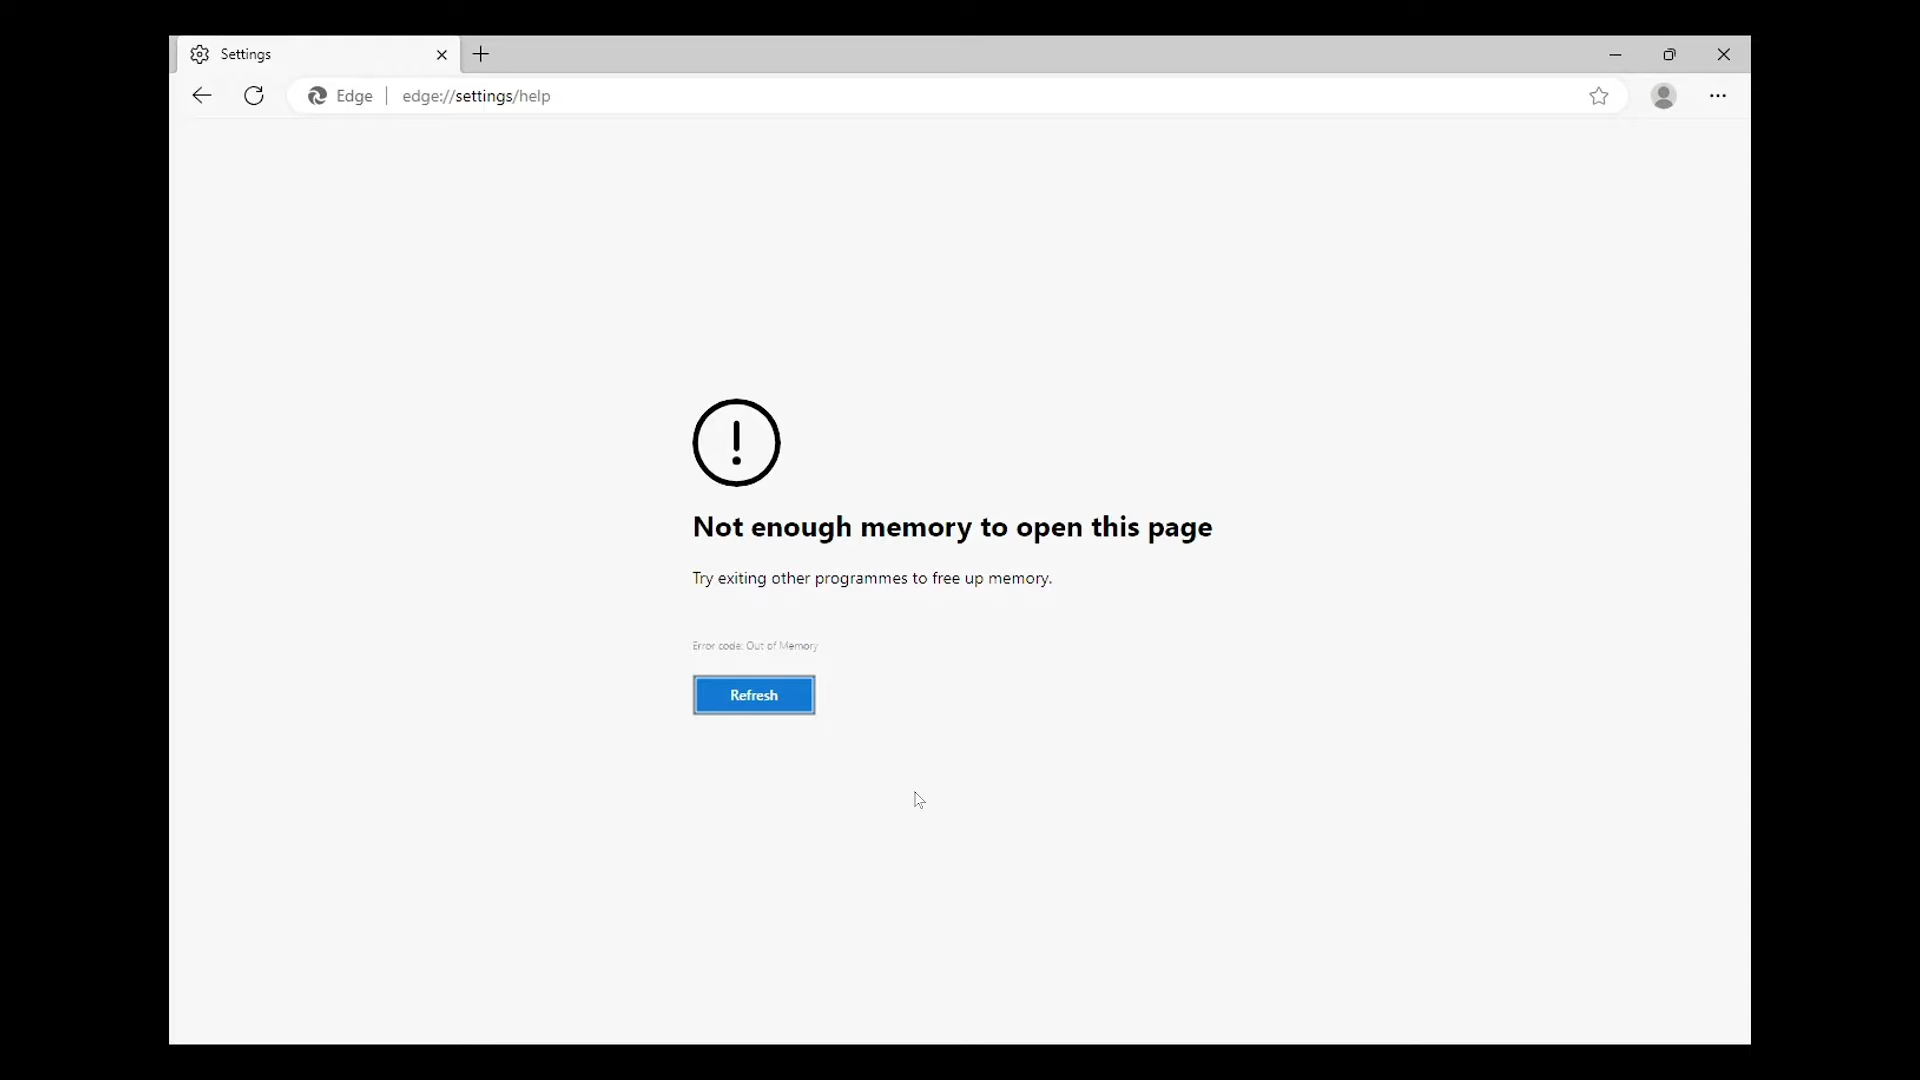 Settings
Edge | edge://settings/help
Not enough memory to open this page
Try exiting other programmes to free up memory.
Error code: Out of Memory
Refresh